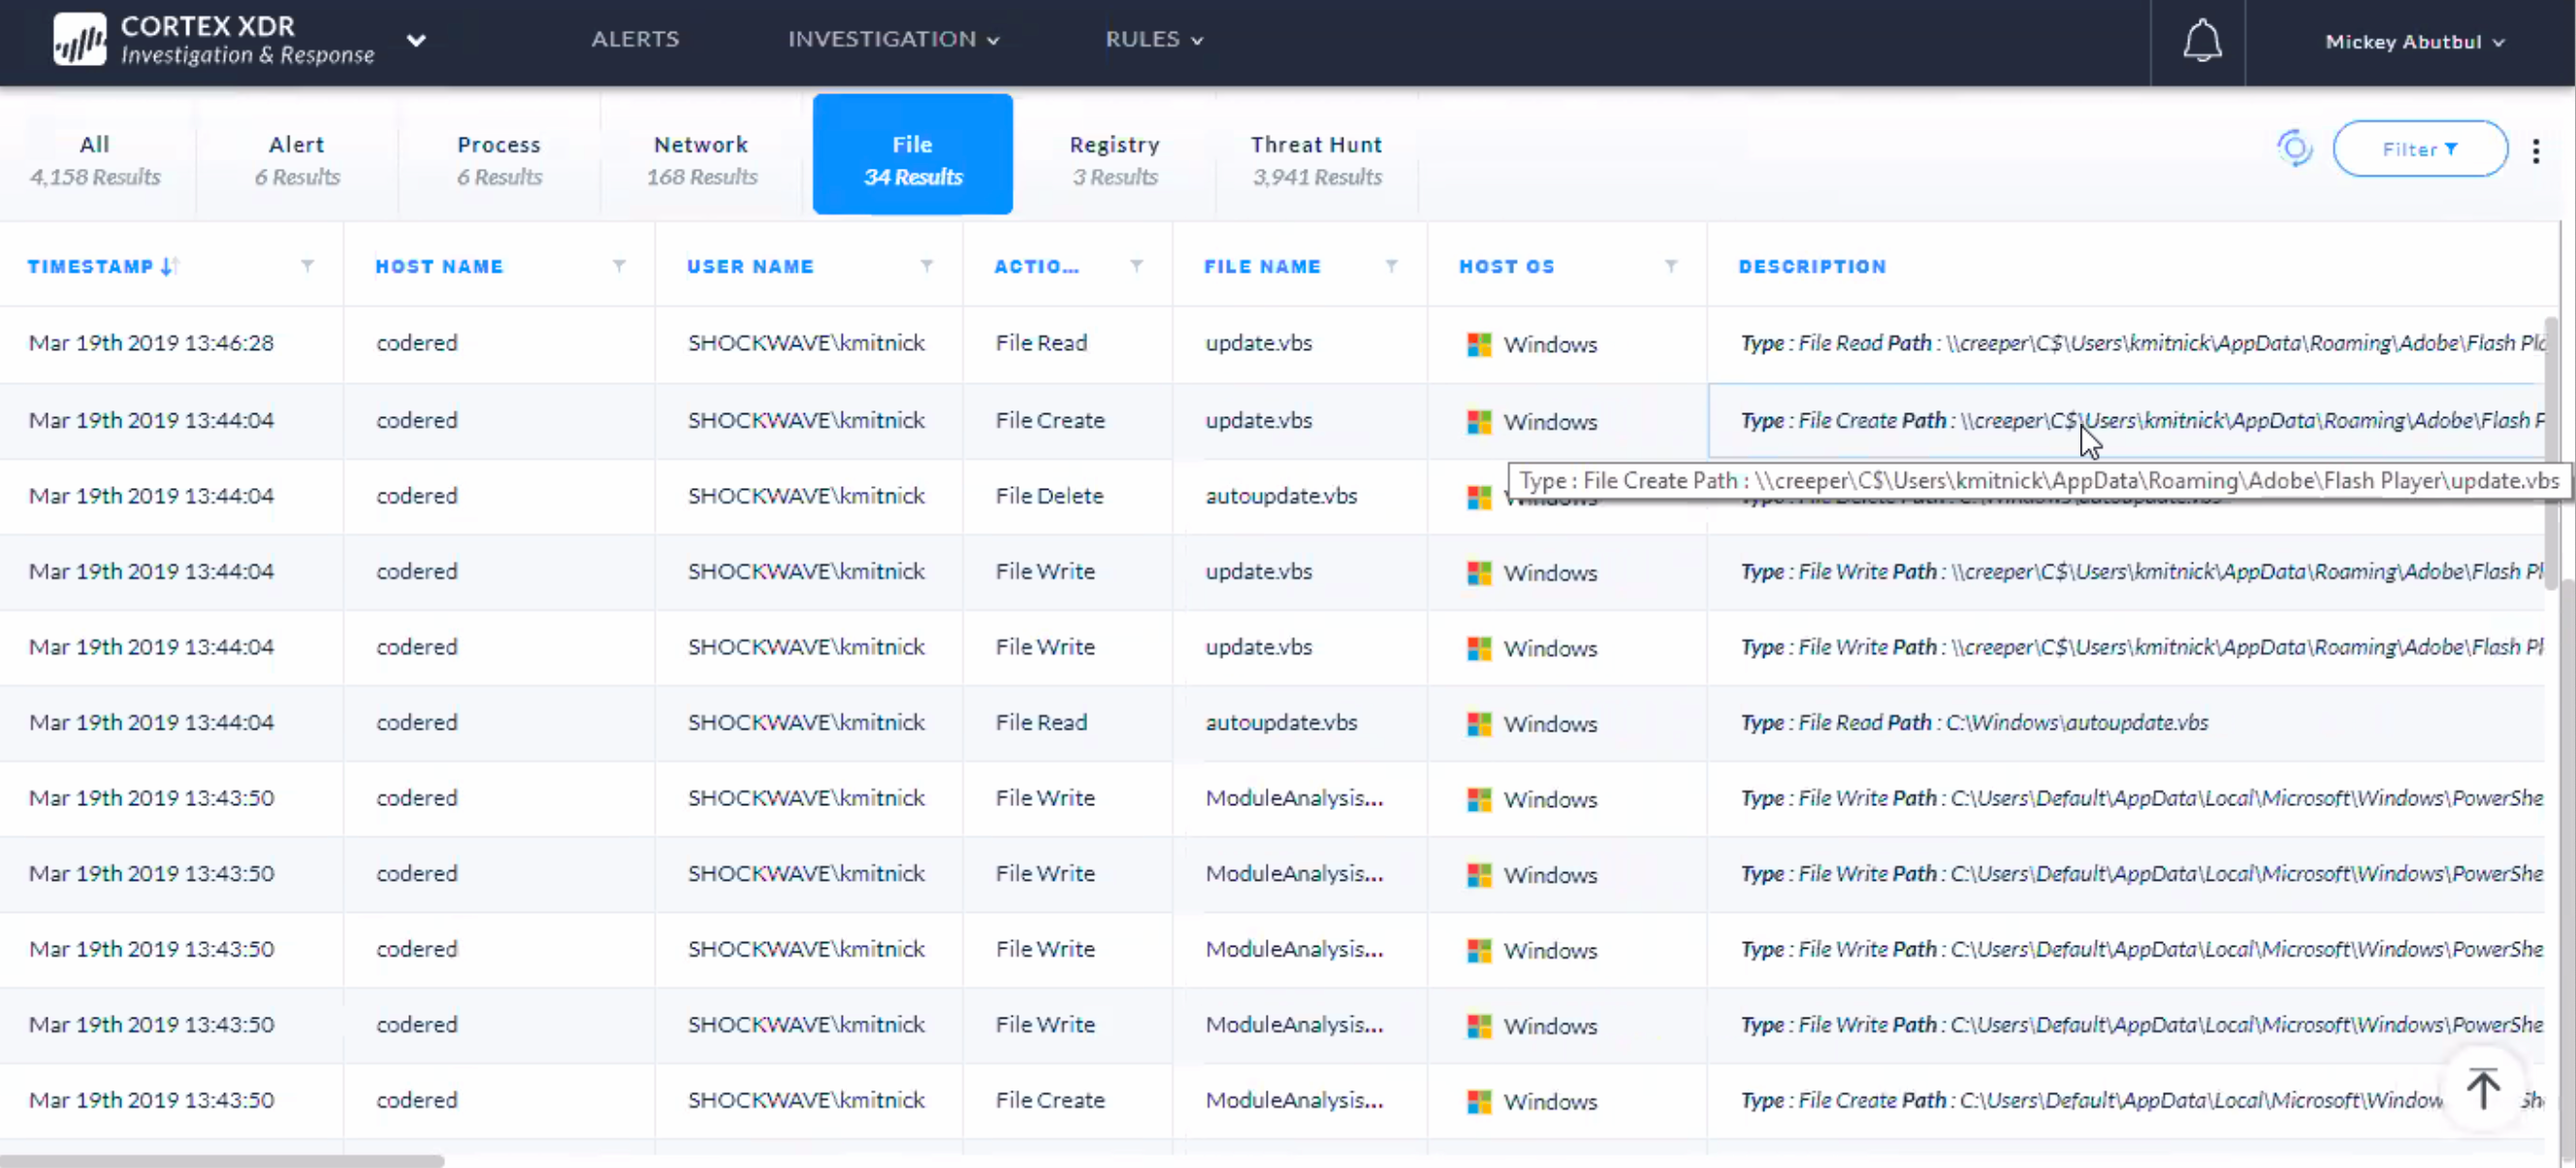 CORTEX XDR
Investigation & Response
ALERTS INVESTIGATION RULES Mickey Abutbul
All Alert Process Network File Registry Threat Hunt
4,158 Results 6 Results 6 Results 168 Results 34 Results 3 Results 3,941 Results
Filter
TIMESTAMP HOST NAME USER NAME ACTIO... FILE NAME HOST OS DESCRIPTION
Mar 19th 2019 13:46:28 codered SHOCKWAVE\kmitnick File Read update.vbs Windows Type : File Read Path : \\creeper\C$\Users\kmitnick\AppData\Roaming\Adobe\Flash Pla
Mar 19th 2019 13:44:04 codered SHOCKWAVE\kmitnick File Create update.vbs Windows Type : File Create Path : \\creeper\C$\Users\kmitnick\AppData\Roaming\Adobe\Flash P
Type : File Create Path : \\creeper\C$\Users\kmitnick\AppData\Roaming\Adobe\Flash Player\update.vbs
Mar 19th 2019 13:44:04 codered SHOCKWAVE\kmitnick File Delete autoupdate.vbs Windows Type : File Delete Path : C:\Windows\autoupdate.vbs
Mar 19th 2019 13:44:04 codered SHOCKWAVE\kmitnick File Write update.vbs Windows Type : File Write Path : \\creeper\C$\Users\kmitnick\AppData\Roaming\Adobe\Flash Pl
Mar 19th 2019 13:44:04 codered SHOCKWAVE\kmitnick File Write update.vbs Windows Type : File Write Path : \\creeper\C$\Users\kmitnick\AppData\Roaming\Adobe\Flash Pl
Mar 19th 2019 13:44:04 codered SHOCKWAVE\kmitnick File Read autoupdate.vbs Windows Type : File Read Path : C:\Windows\autoupdate.vbs
Mar 19th 2019 13:43:50 codered SHOCKWAVE\kmitnick File Write ModuleAnalysis... Windows Type : File Write Path : C:\Users\Default\AppData\Local\Microsoft\Windows\PowerShe
Mar 19th 2019 13:43:50 codered SHOCKWAVE\kmitnick File Write ModuleAnalysis... Windows Type : File Write Path : C:\Users\Default\AppData\Local\Microsoft\Windows\PowerShe
Mar 19th 2019 13:43:50 codered SHOCKWAVE\kmitnick File Write ModuleAnalysis... Windows Type : File Write Path : C:\Users\Default\AppData\Local\Microsoft\Windows\PowerShe
Mar 19th 2019 13:43:50 codered SHOCKWAVE\kmitnick File Write ModuleAnalysis... Windows Type : File Write Path : C:\Users\Default\AppData\Local\Microsoft\Windows\PowerShe
Mar 19th 2019 13:43:50 codered SHOCKWAVE\kmitnick File Create ModuleAnalysis... Windows Type : File Create Path : C:\Users\Default\AppData\Local\Microsoft\Window